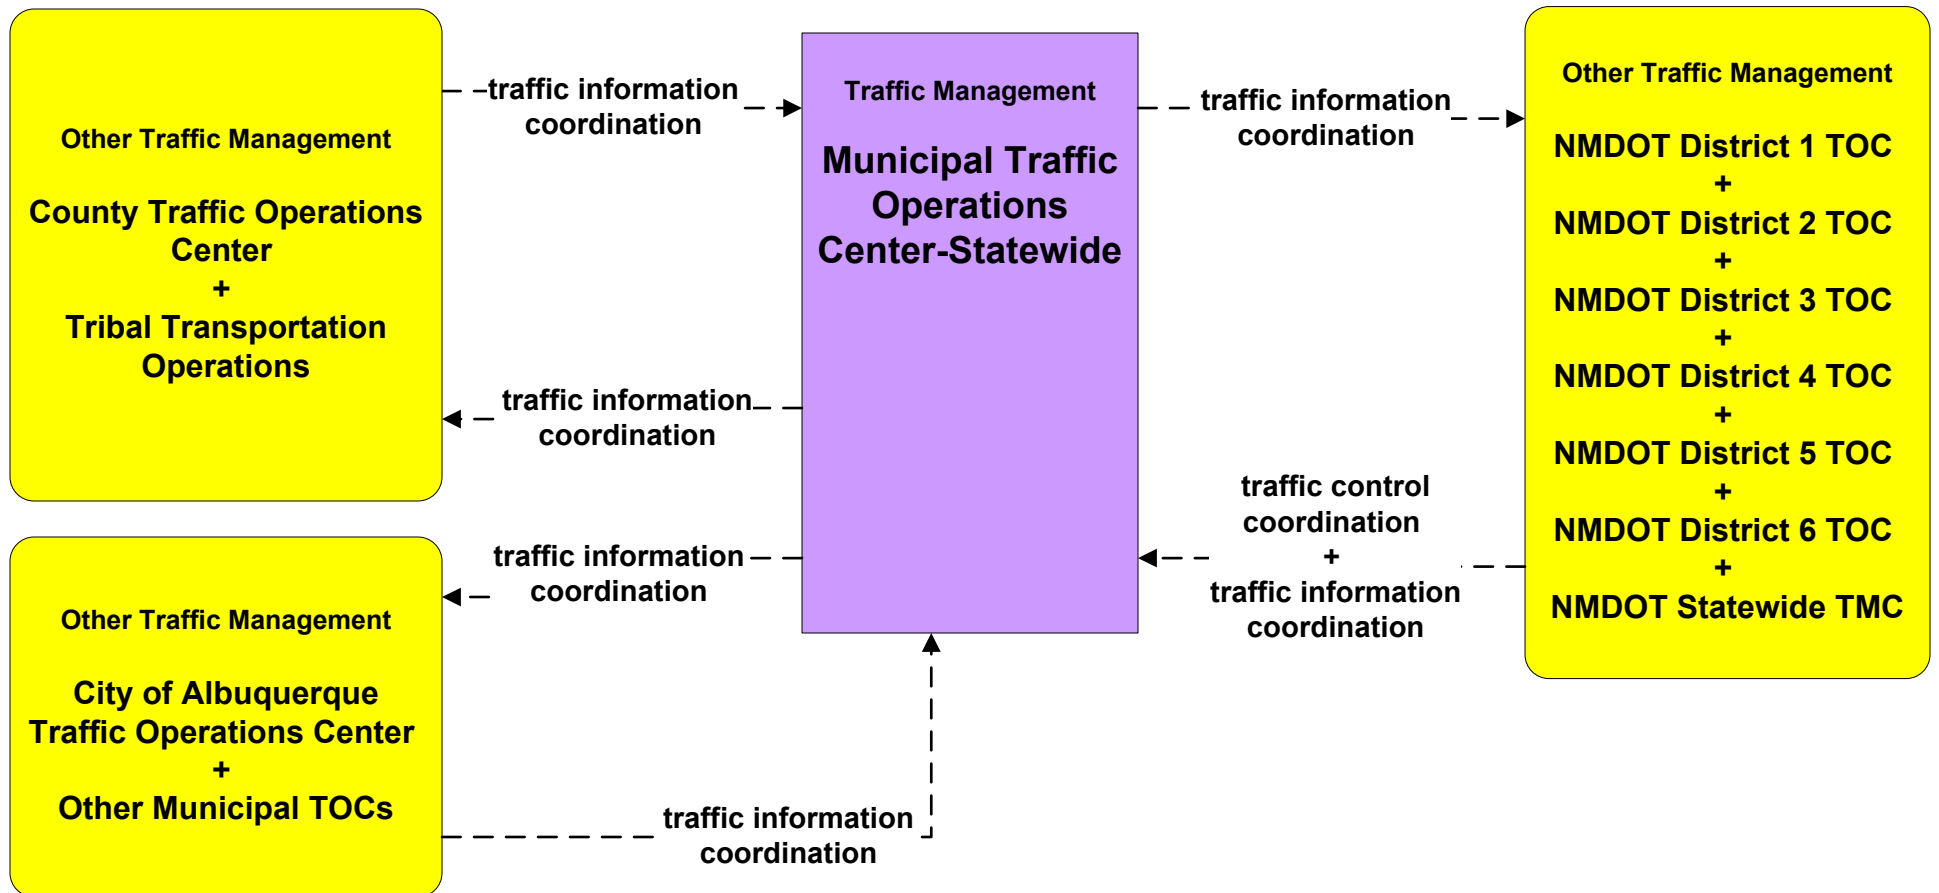 Other Traffic Management
County Traffic Operations
Center
+
Tribal Transportation
Operations
traffic information
coordination
traffic information
coordination
Other Traffic Management
City of Albuquerque
Traffic Operations Center
+
Other Municipal TOCs
traffic information
coordination
traffic information
coordination
Traffic Management
Municipal Traffic
Operations
Center-Statewide
traffic information
coordination
traffic control
coordination
+
traffic information
coordination
Other Traffic Management
NMDOT District 1 TOC
+
NMDOT District 2 TOC
+
NMDOT District 3 TOC
+
NMDOT District 4 TOC
+
NMDOT District 5 TOC
+
NMDOT District 6 TOC
+
NMDOT Statewide TMC